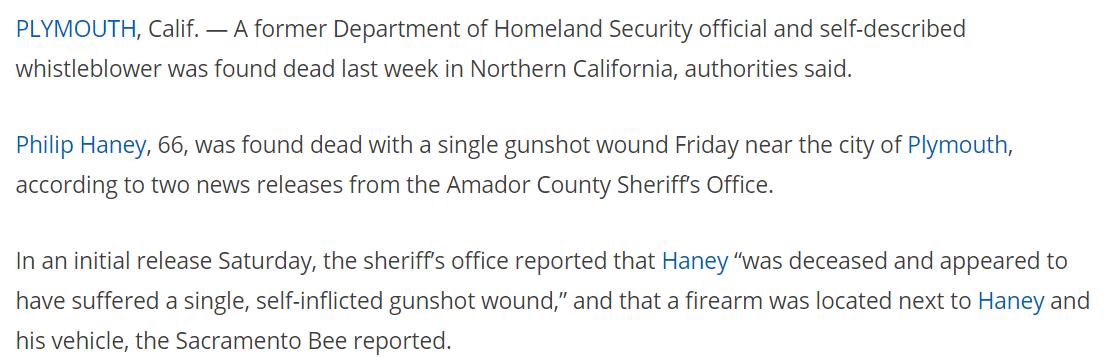 PLYMOUTH, Calif. — A former Department of Homeland Security official and self-described
whistleblower was found dead last week in Northern California, authorities said.
Philip Haney, 66, was found dead with a single gunshot wound Friday near the city of Plymouth,
according to two news releases from the Amador County Sheriff’s Office.
In an initial release Saturday, the sheriff’s office reported that Haney “was deceased and appeared to
have suffered a single, self-inflicted gunshot wound,” and that a firearm was located next to Haney and
his vehicle, the Sacramento Bee reported.